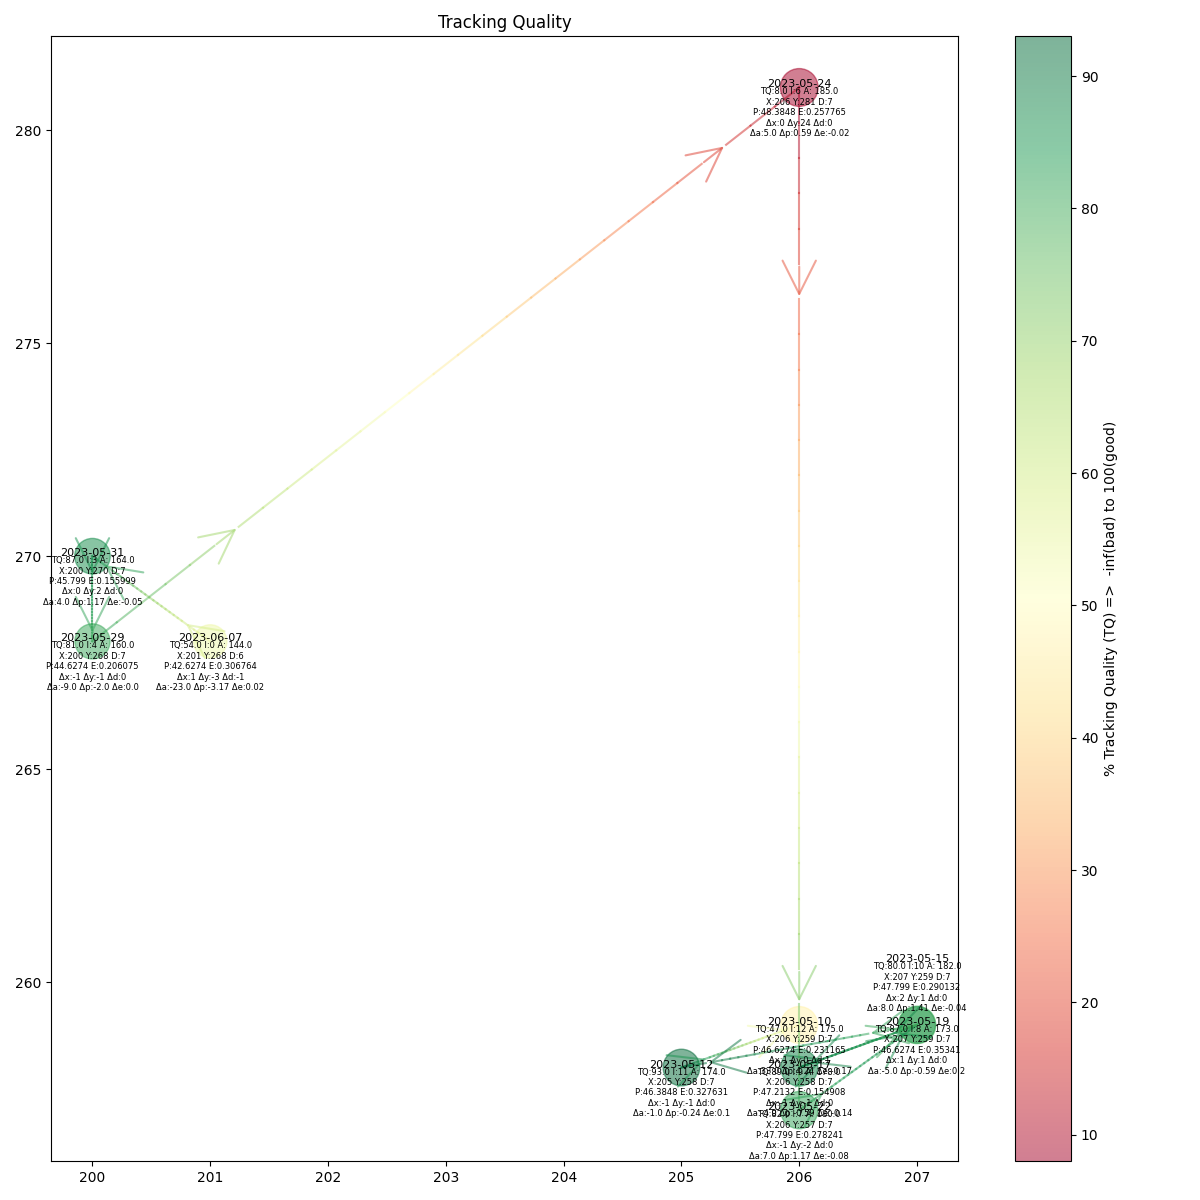 Tracking Quality
2023-05-24
TQ:8.0 I:6 A: 185.0
X:206 Y:281 D:7
P:48.3848 E:0.257765
Δx:0 Δy:24 Δd:0
Δa:5.0 Δp:0.59 Δe:-0.02
2023-05-31
TQ:87.0 I:3 A: 164.0
X:200 Y:270 D:7
P:45.799 E:0.155999
Δx:0 Δy:2 Δd:0
Δa:4.0 Δp:1.17 Δe:-0.05
2023-05-29
TQ:81.0 I:4 A: 160.0
X:200 Y:268 D:7
P:44.6274 E:0.206075
Δx:-1 Δy:-1 Δd:0
Δa:-9.0 Δp:-2.0 Δe:0.0
2023-06-07
TQ:54.0 I:0 A: 144.0
X:201 Y:268 D:6
P:42.6274 E:0.306764
Δx:1 Δy:-3 Δd:-1
Δa:-23.0 Δp:-3.17 Δe:0.02
2023-05-15
TQ:80.0 I:10 A: 182.0
X:207 Y:259 D:7
P:47.799 E:0.290132
Δx:2 Δy:1 Δd:0
Δa:8.0 Δp:1.41 Δe:-0.04
2023-05-19
TQ:87.0 I:8 A: 173.0
X:207 Y:259 D:7
P:46.6274 E:0.35341
Δx:1 Δy:1 Δd:0
Δa:-5.0 Δp:-0.59 Δe:0.2
2023-05-10
TQ:47.0 I:12 A: 175.0
X:206 Y:259 D:7
P:46.6274 E:0.231165
2023-05-12
TQ:93.0 I:11 A: 174.0
X:205 Y:258 D:7
P:46.3848 E:0.327631
Δx:-1 Δy:-1 Δd:0
Δa:-1.0 Δp:-0.24 Δe:0.1
2023-05-17
X:206 Y:258 D:7
P:47.2132 E:0.154908
2023-05-22
X:206 Y:257 D:7
P:47.799 E:0.278241
Δx:-1 Δy:-2 Δd:0
Δa:7.0 Δp:1.17 Δe:-0.08
280
275
270
265
260
200
201
202
203
204
205
206
207
90
80
70
60
50
40
30
20
10
% Tracking Quality (TQ) =>  -inf(bad) to 100(good)